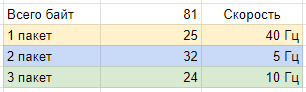 Всего байт 81 Скорость
1 пакет 25 40 Гц
2 пакет 32 5 Гц
3 пакет 24 10 Гц